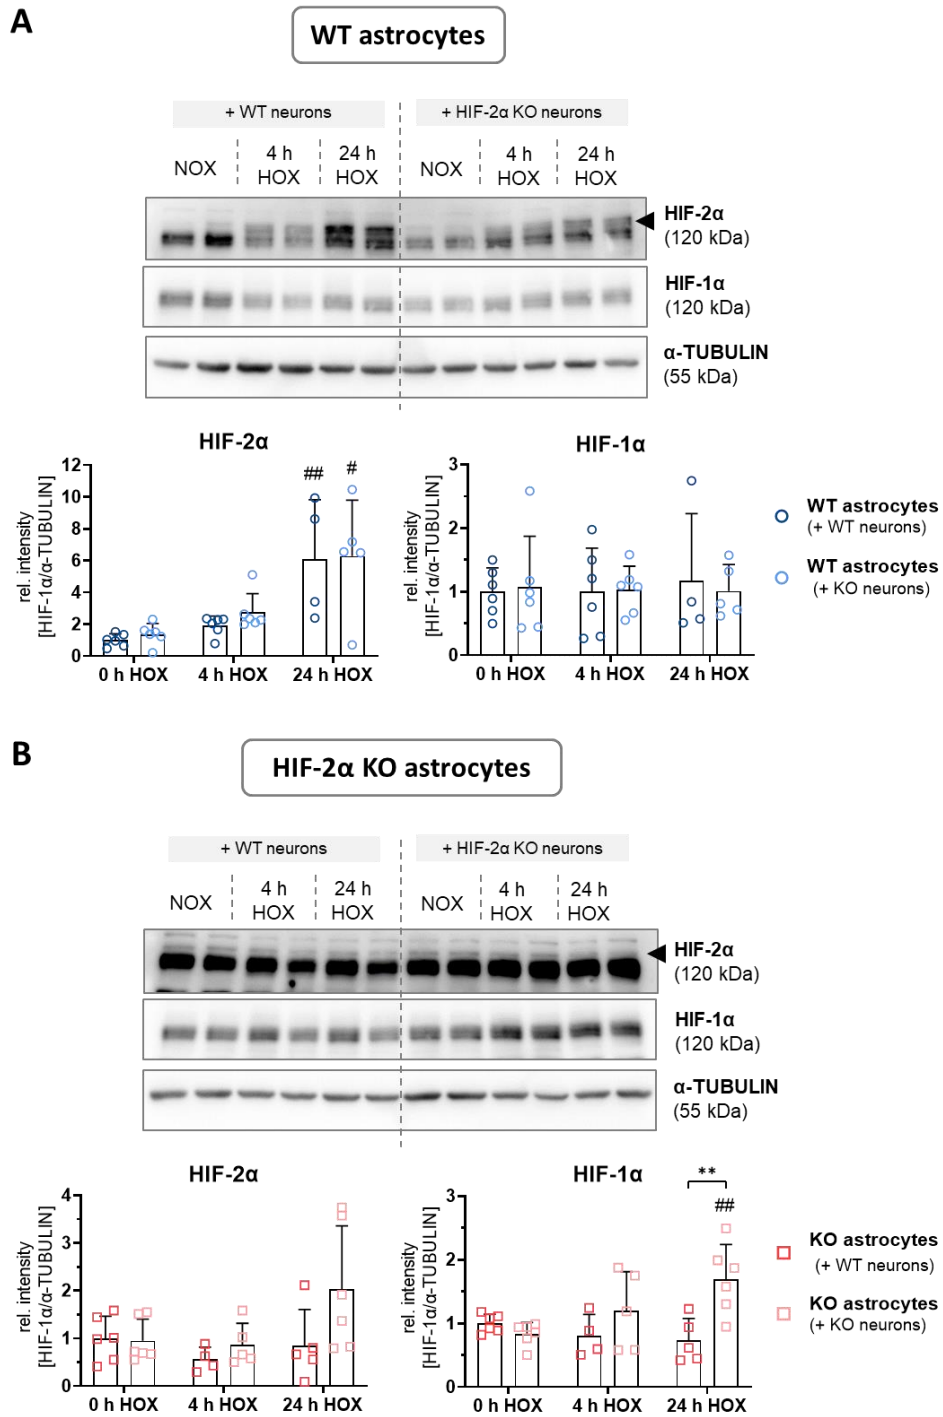 A
WT astrocytes
+ WT neurons
+ HIF-2α KO neurons
NOX
4 h
HOX
24 h
HOX
NOX
4 h
HOX
24 h
HOX
HIF-2α
(120 kDa)
HIF-1α
(120 kDa)
α-TUBULIN
(55 kDa)
HIF-2α
rel. intensity
[HIF-1α/α-TUBULIN]
12
10
8
6
4
2
0
##
#
0 h HOX
4 h HOX
24 h HOX
HIF-1α
rel. intensity
[HIF-1α/α-TUBULIN]
3
2
1
0
0 h HOX
4 h HOX
24 h HOX
WT astrocytes
(+ WT neurons)
WT astrocytes
(+ KO neurons)
B
HIF-2α KO astrocytes
+ WT neurons
+ HIF-2α KO neurons
NOX
4 h
HOX
24 h
HOX
NOX
4 h
HOX
24 h
HOX
HIF-2α
(120 kDa)
HIF-1α
(120 kDa)
α-TUBULIN
(55 kDa)
HIF-2α
rel. intensity
[HIF-1α/α-TUBULIN]
4
3
2
1
0
0 h HOX
4 h HOX
24 h HOX
HIF-1α
rel. intensity
[HIF-1α/α-TUBULIN]
3
2
1
0
**
##
0 h HOX
4 h HOX
24 h HOX
KO astrocytes
(+ WT neurons)
KO astrocytes
(+ KO neurons)